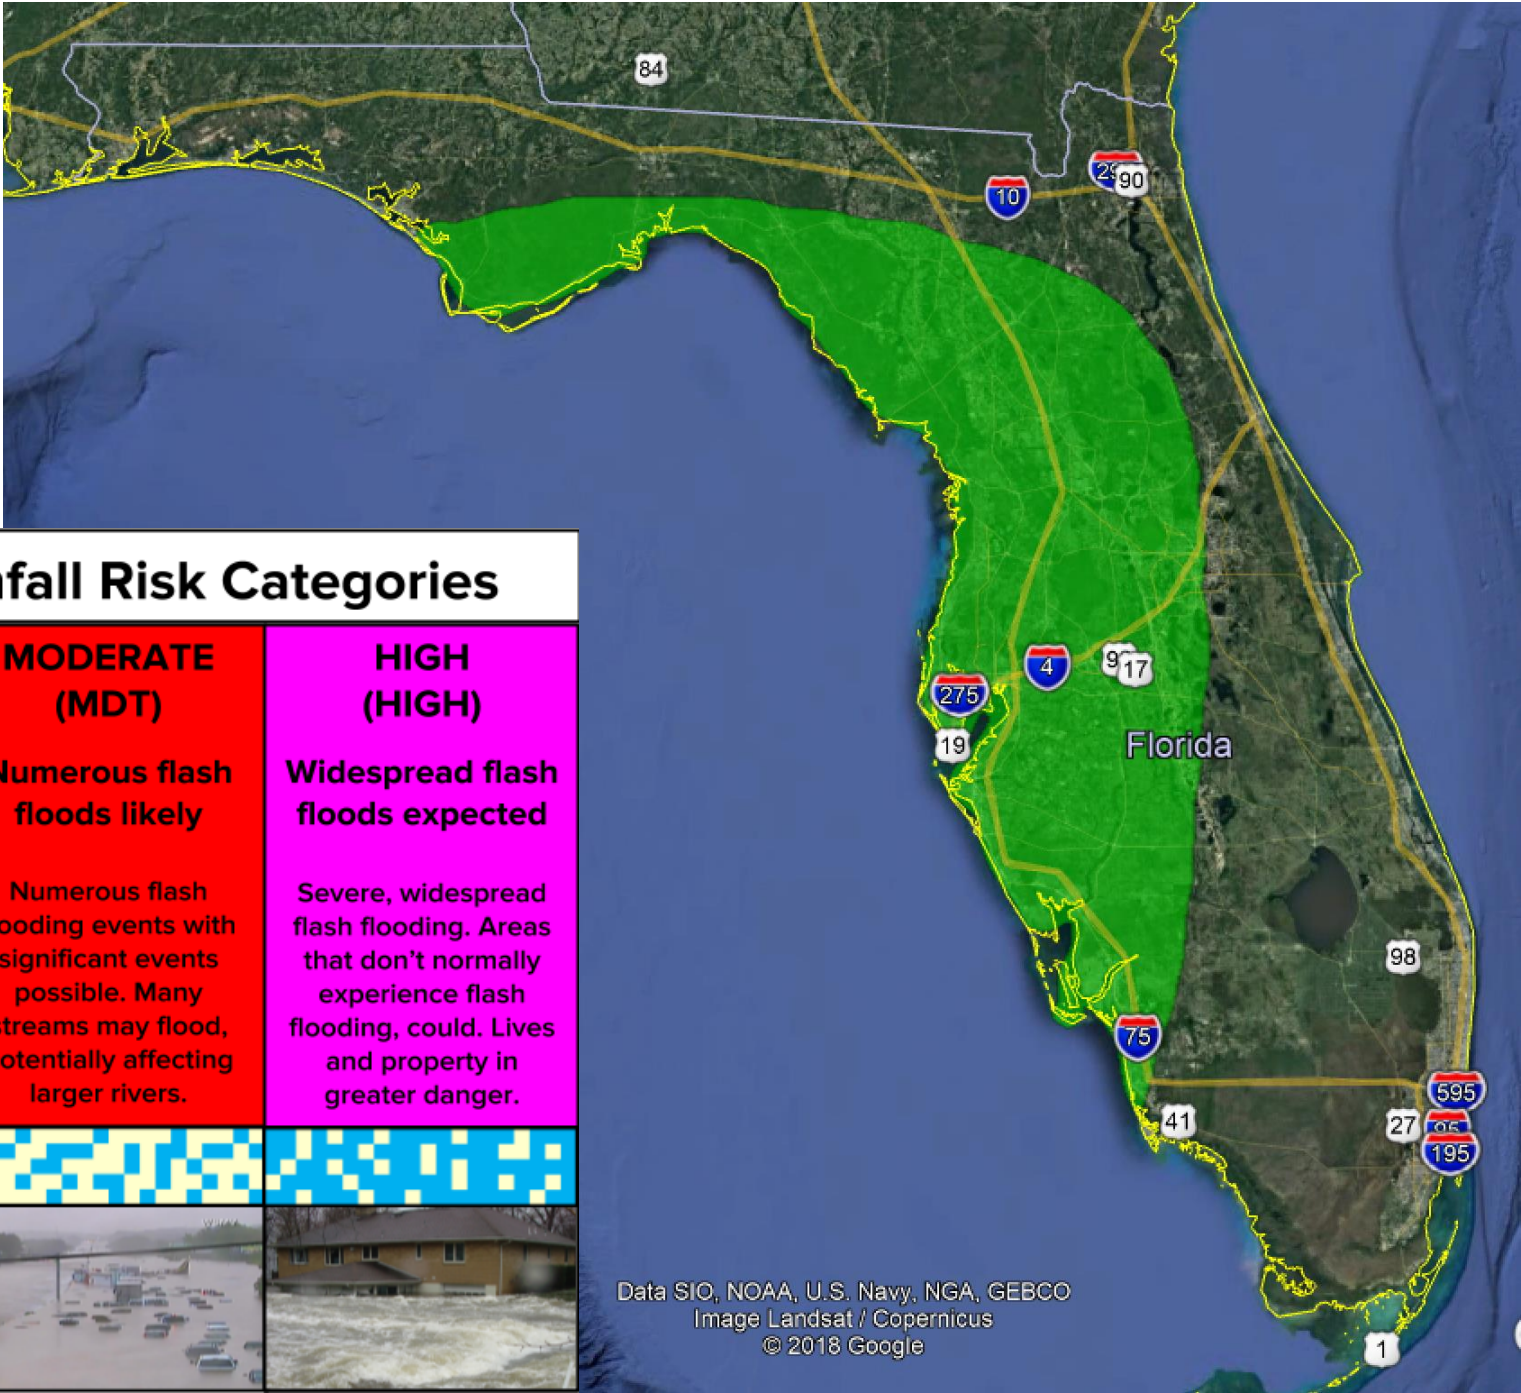 84
10
90
fall Risk Categories
MODERATE
(MDT)
HIGH
(HIGH)
Numerous flash
floods likely
Widespread flash
floods expected
Numerous flash
ooding events with
significant events
possible. Many
streams may flood,
otentially affecting
larger rivers.
Severe, widespread
flash flooding. Areas
that don't normally
experience flash
flooding, could. Lives
and property in
greater danger.
4
17
275
19
Florida
98
75
595
41
27
95
195
1
Data SIO, NOAA, U.S. Navy, NGA, GEBCO
Image Landsat / Copernicus
© 2018 Google